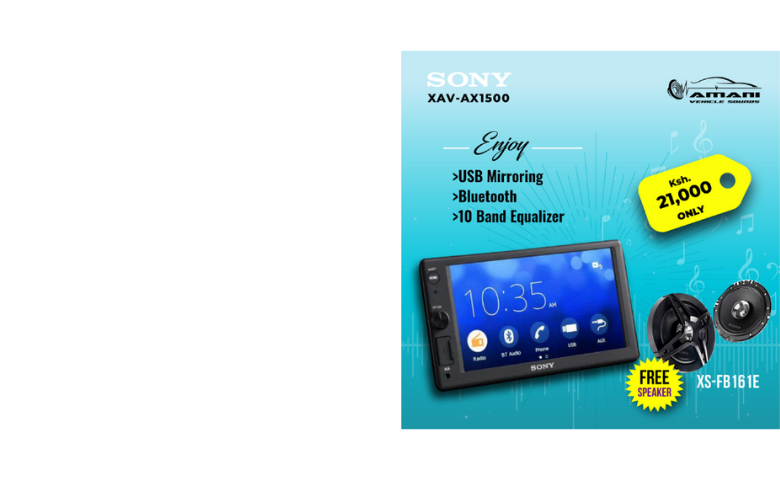 SONY
XAV-AX1500
AMANI
VEHICLE SOUNDS
Enjoy
>USB Mirroring
>Bluetooth
>10 Band Equalizer
Ksh.
21,000
ONLY
10:35 AM
Radio
BT Audio
Phone
USB
AUX
SONY
FREE
SPEAKER
XS-FB161E